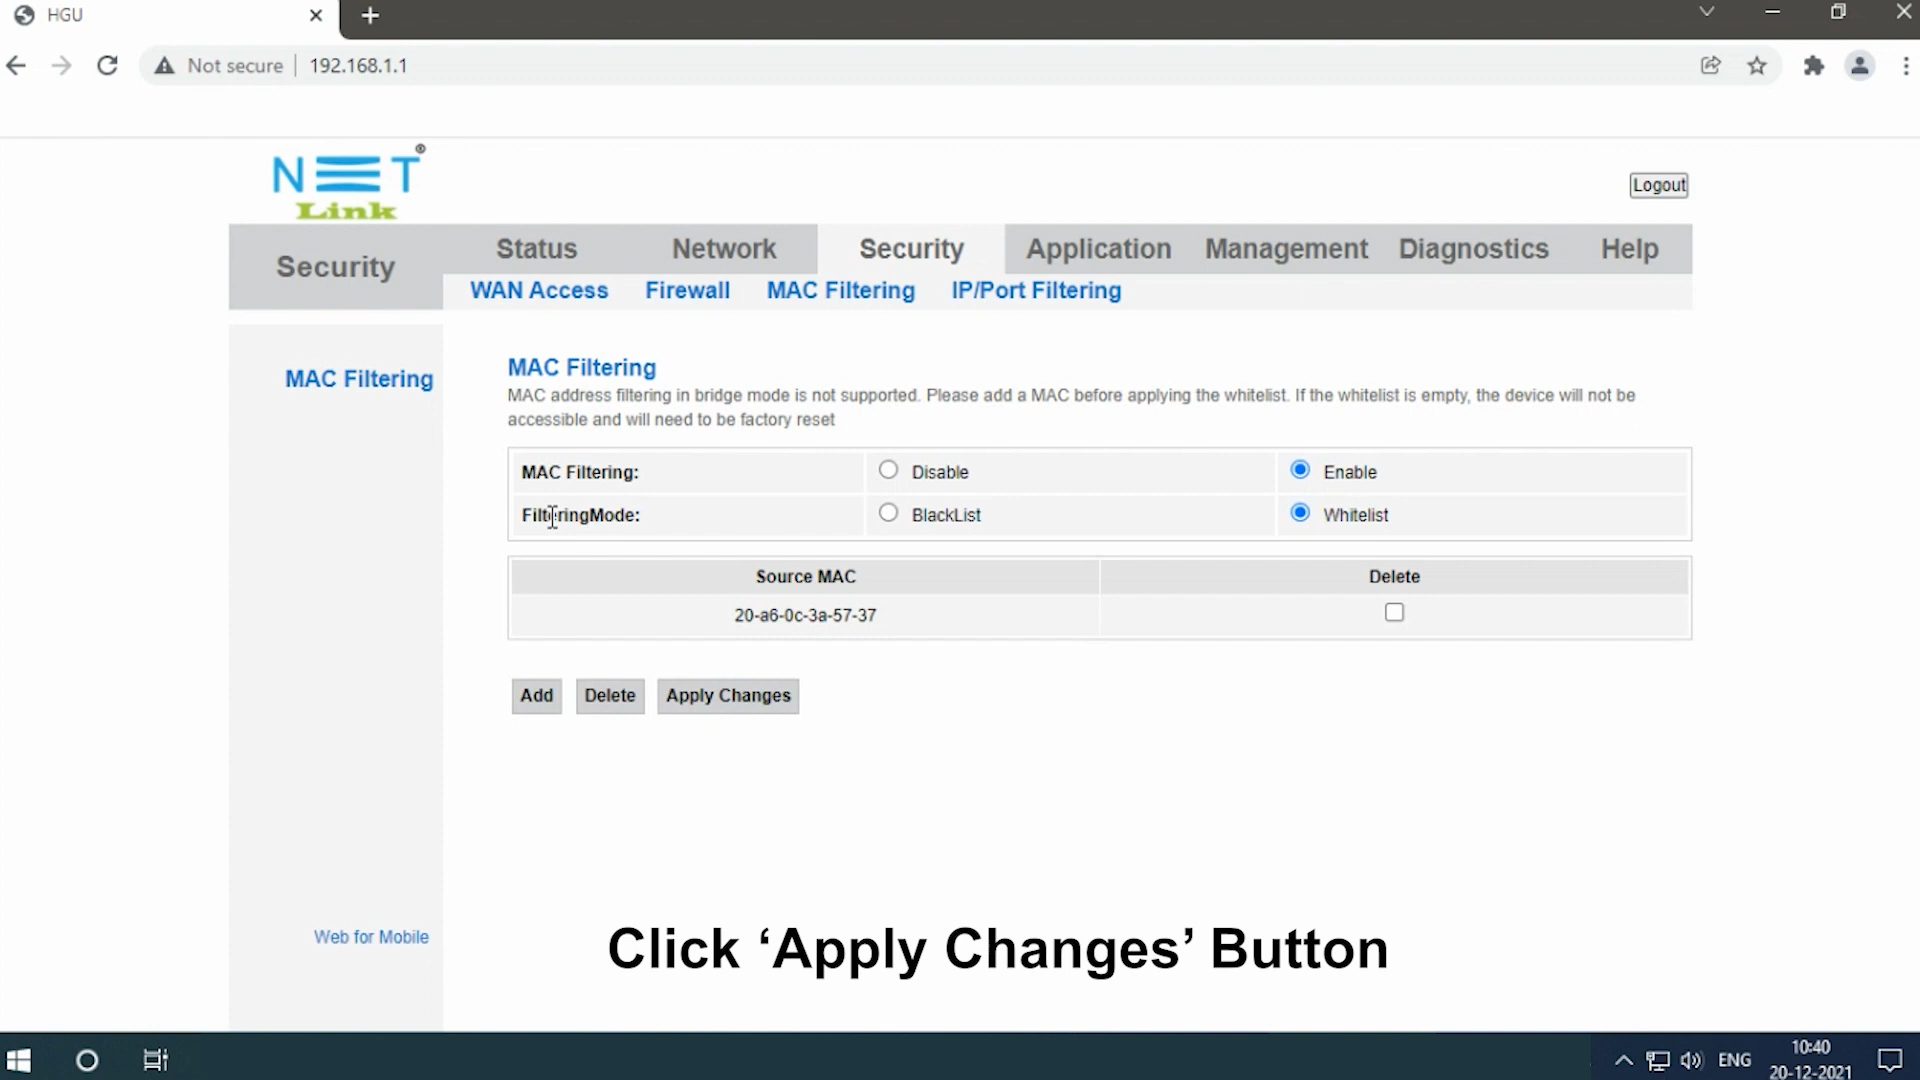 HGU
Not secure | 192.168.1.1
NET®
Link
Logout
Security
Status Network Security Application Management Diagnostics Help
WAN Access Firewall MAC Filtering IP/Port Filtering
MAC Filtering
MAC Filtering
MAC address filtering in bridge mode is not supported. Please add a MAC before applying the whitelist. If the whitelist is empty, the device will not be
accessible and will need to be factory reset
MAC Filtering: Disable Enable
FilteringMode: BlackList Whitelist
Source MAC Delete
20-a6-0c-3a-57-37
Add Delete Apply Changes
Web for Mobile
Click ‘Apply Changes’ Button
ENG
10:40
20-12-2021